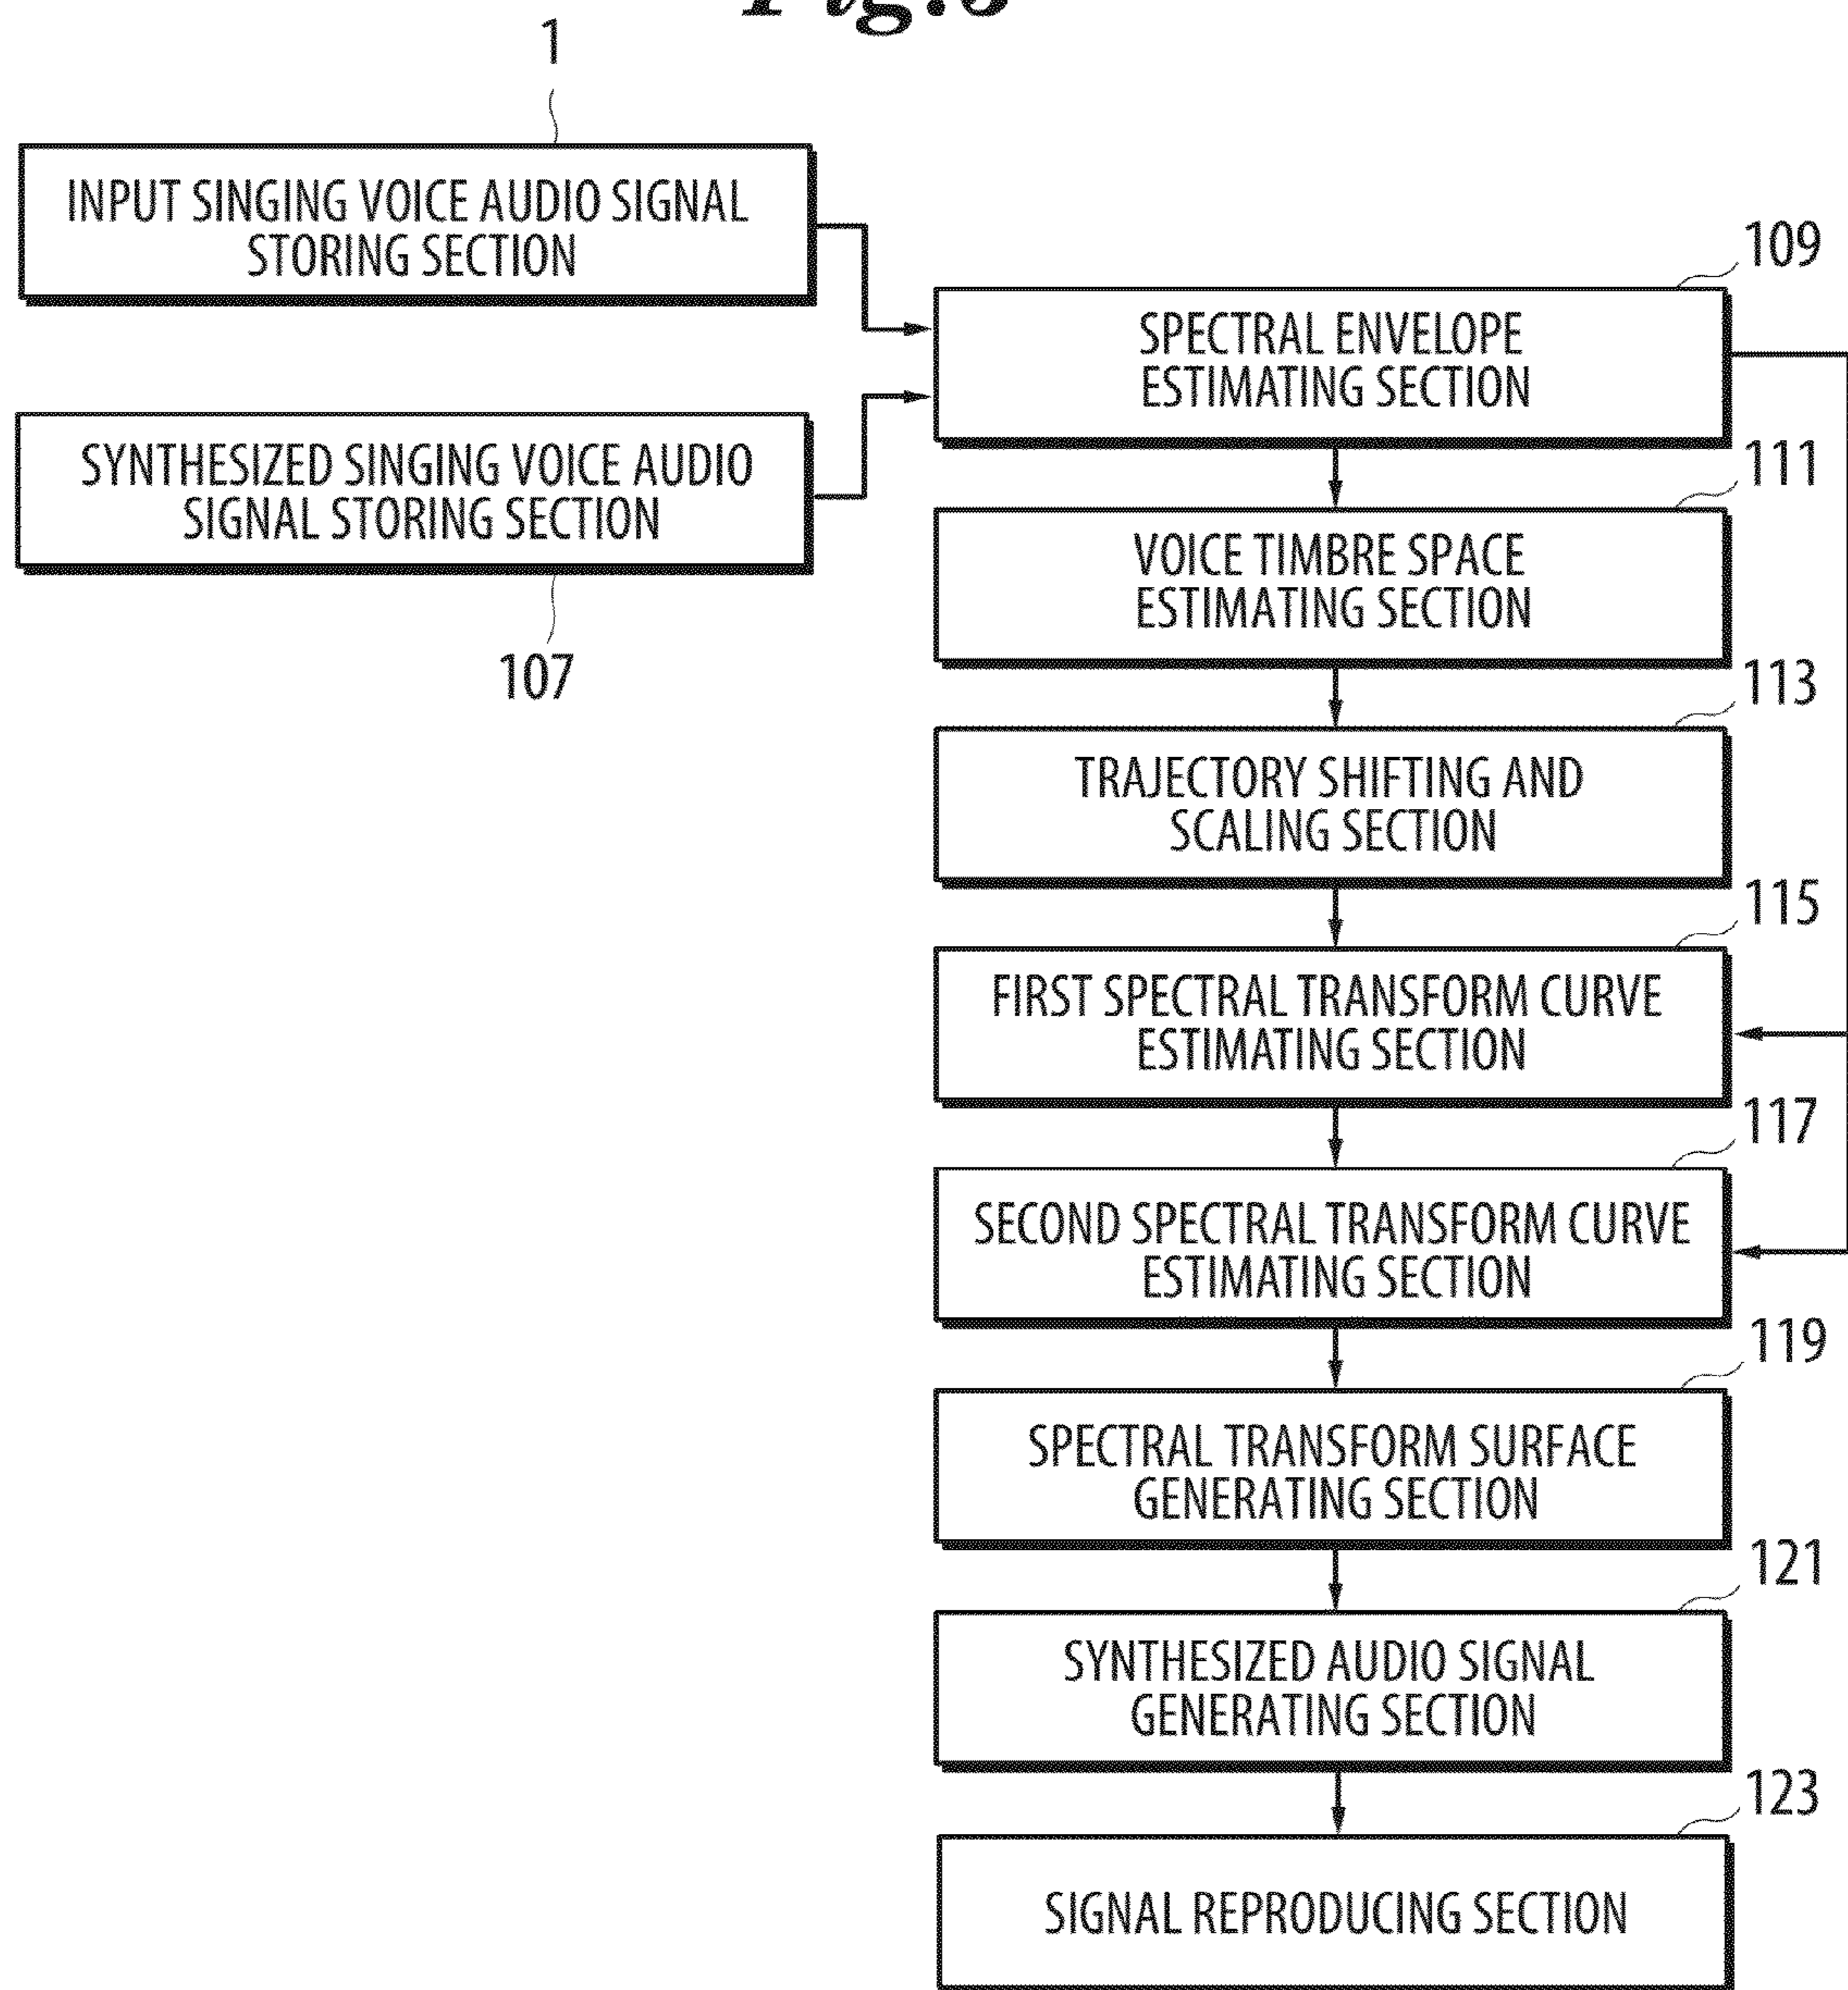 1
INPUT SINGING VOICE AUDIO SIGNAL
STORING SECTION
SYNTHESIZED SINGING VOICE AUDIO
SIGNAL STORING SECTION
107
109
SPECTRAL ENVELOPE
ESTIMATING SECTION
111
VOICE TIMBRE SPACE
ESTIMATING SECTION
113
TRAJECTORY SHIFTING AND
SCALING SECTION
115
FIRST SPECTRAL TRANSFORM CURVE
ESTIMATING SECTION
117
SECOND SPECTRAL TRANSFORM CURVE
ESTIMATING SECTION
119
SPECTRAL TRANSFORM SURFACE
GENERATING SECTION
121
SYNTHESIZED AUDIO SIGNAL
GENERATING SECTION
123
SIGNAL REPRODUCING SECTION